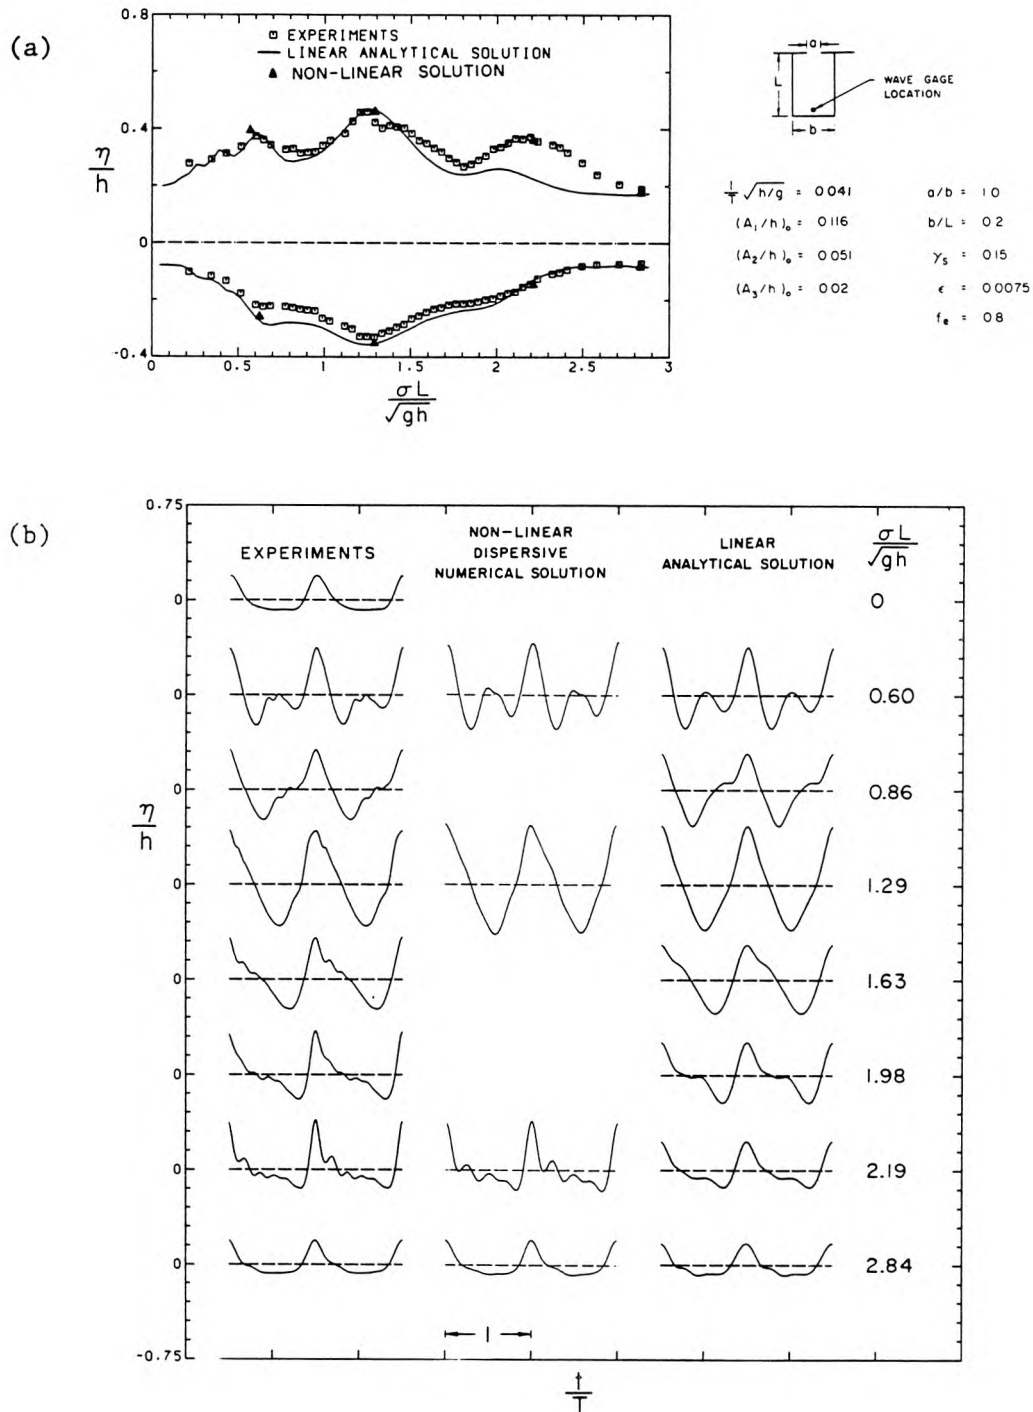 (a)
0.8
0.4
0
-0.4
η/h
EXPERIMENTS
LINEAR ANALYTICAL SOLUTION
NON-LINEAR SOLUTION
0 0.5 1 1.5 2 2.5 3
σL/√gh
a
L
b
WAVE GAGE
LOCATION
1/T √h/g = 0.041 a/b = 1.0
(A₁/h)₀ = 0.116 b/L = 0.2
(A₂/h)₀ = 0.051 γₛ = 0.15
(A₃/h)₀ = 0.02 ϵ = 0.0075
fₑ = 0.8
(b)
0.75
EXPERIMENTS
NON-LINEAR
DISPERSIVE
NUMERICAL SOLUTION
LINEAR
ANALYTICAL SOLUTION
σL/√gh
0 0
0 0.60
0 0.86
η/h
0 1.29
0 1.63
0 1.98
0 2.19
0 2.84
1
-0.75
t/T